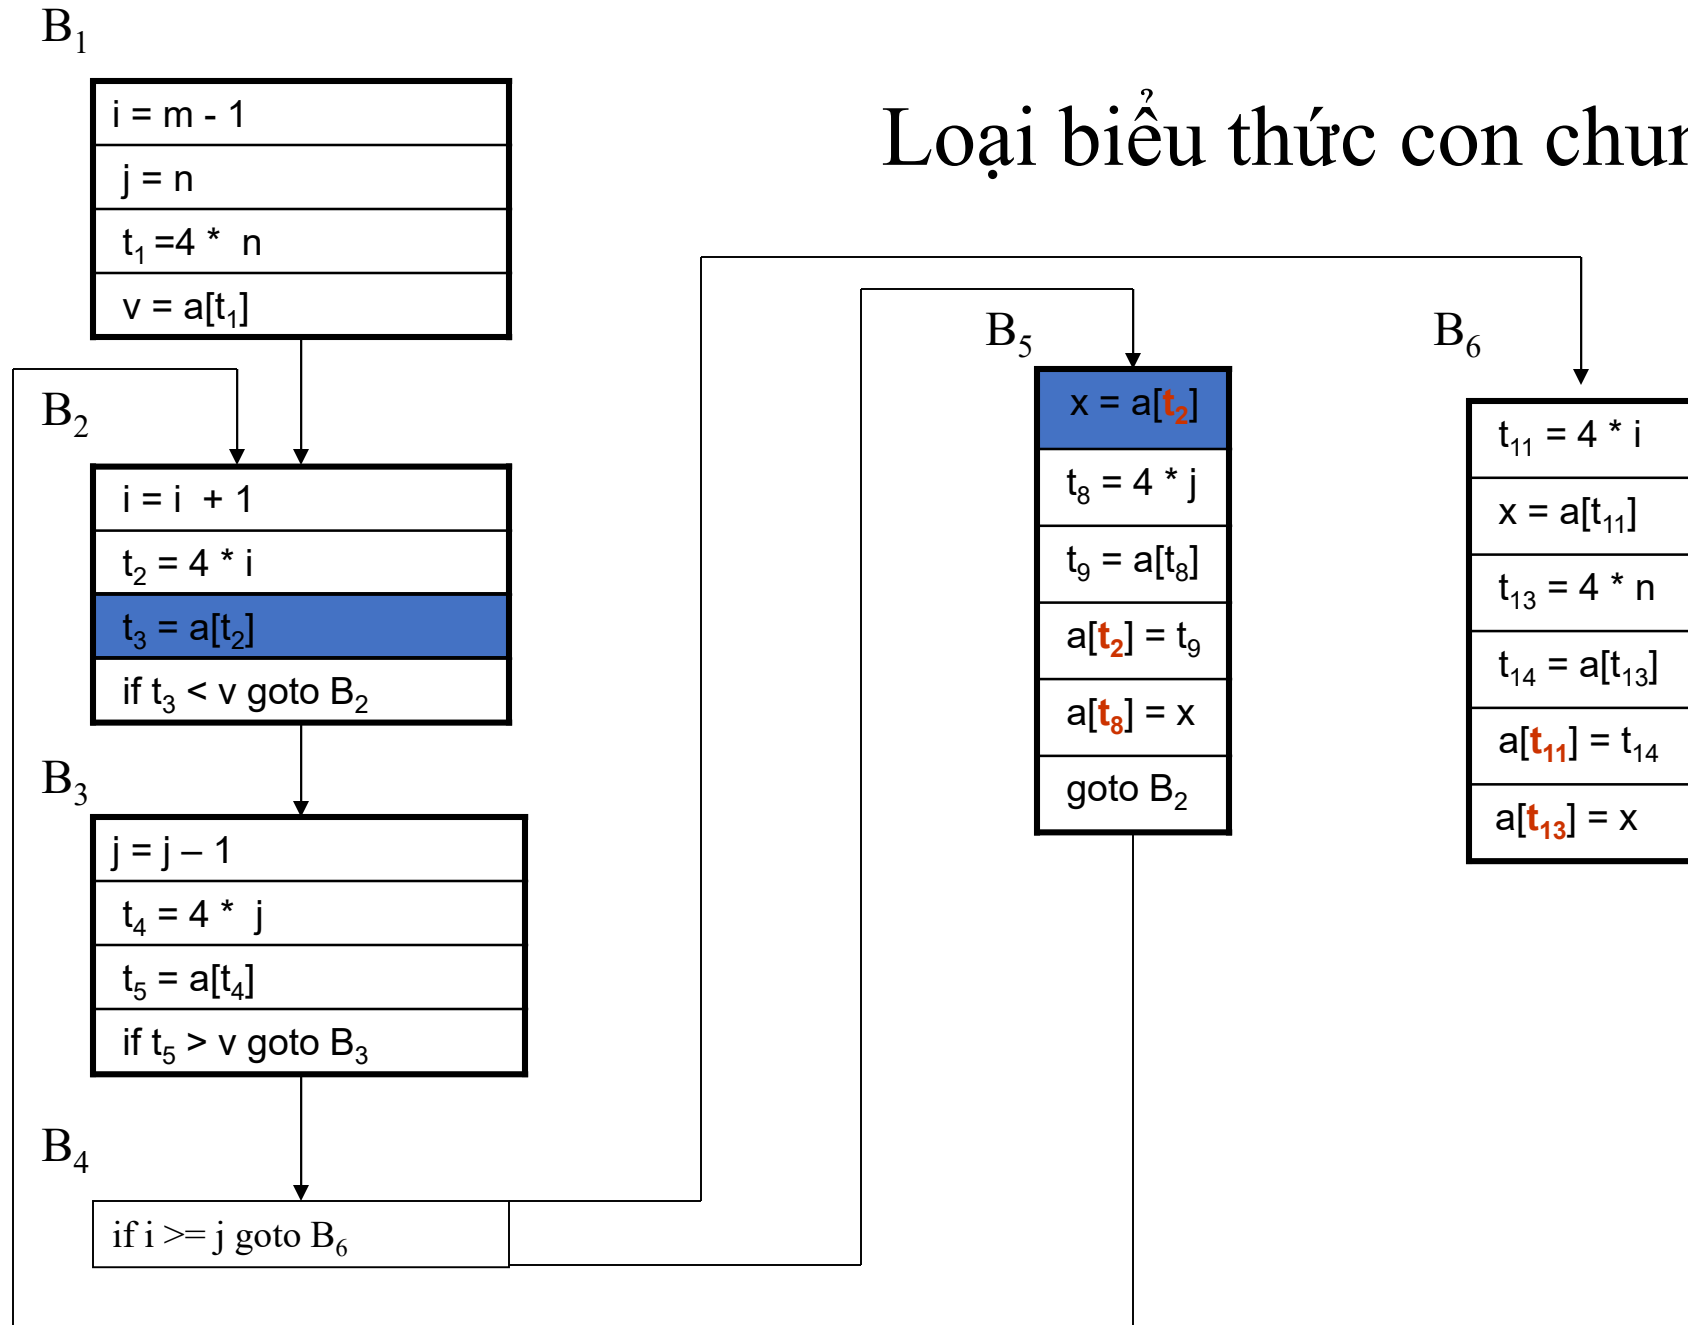 B₁
i = m - 1
j = n
t₁ =4 * n
v = a[t₁]
Loại biểu thức con
B₂
i = i + 1
t₂ = 4 * i
t₃ = a[t₂]
if t₃ < v goto B₂
B₃
j = j – 1
t₄ = 4 * j
t₅ = a[t₄]
if t₅ > v goto B₃
B₄
if i >= j goto B₆
B₅
x = a[t₂]
t₈ = 4 * j
t₉ = a[t₈]
a[t₂] = t₉
a[t₈] = x
goto B₂
B₆
t₁₁ = 4 * i
x = a[t₁₁]
t₁₃ = 4 * n
t₁₄ = a[t₁₃]
a[t₁₁] = t₁₄
a[t₁₃] = x